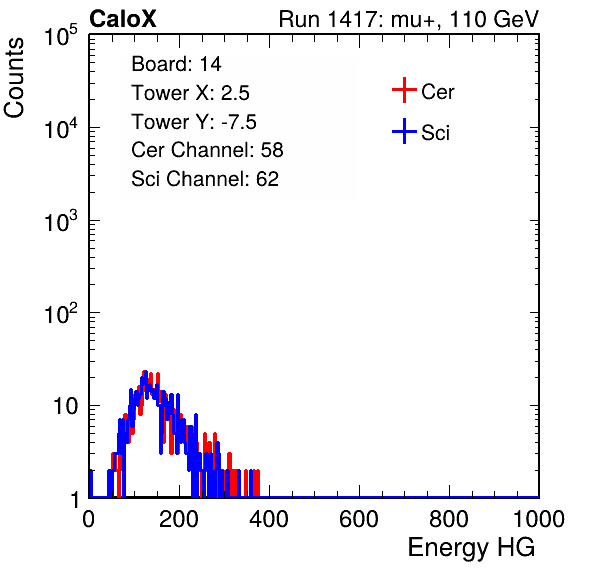 CaloX Run 1417: mu+, 110 GeV
Counts
Board: 14
Tower X: 2.5
Tower Y: -7.5
Cer Channel: 58
Sci Channel: 62
Cer
Sci
10^5
10^4
10^3
10^2
10
1
0 200 400 600 800 1000
Energy HG